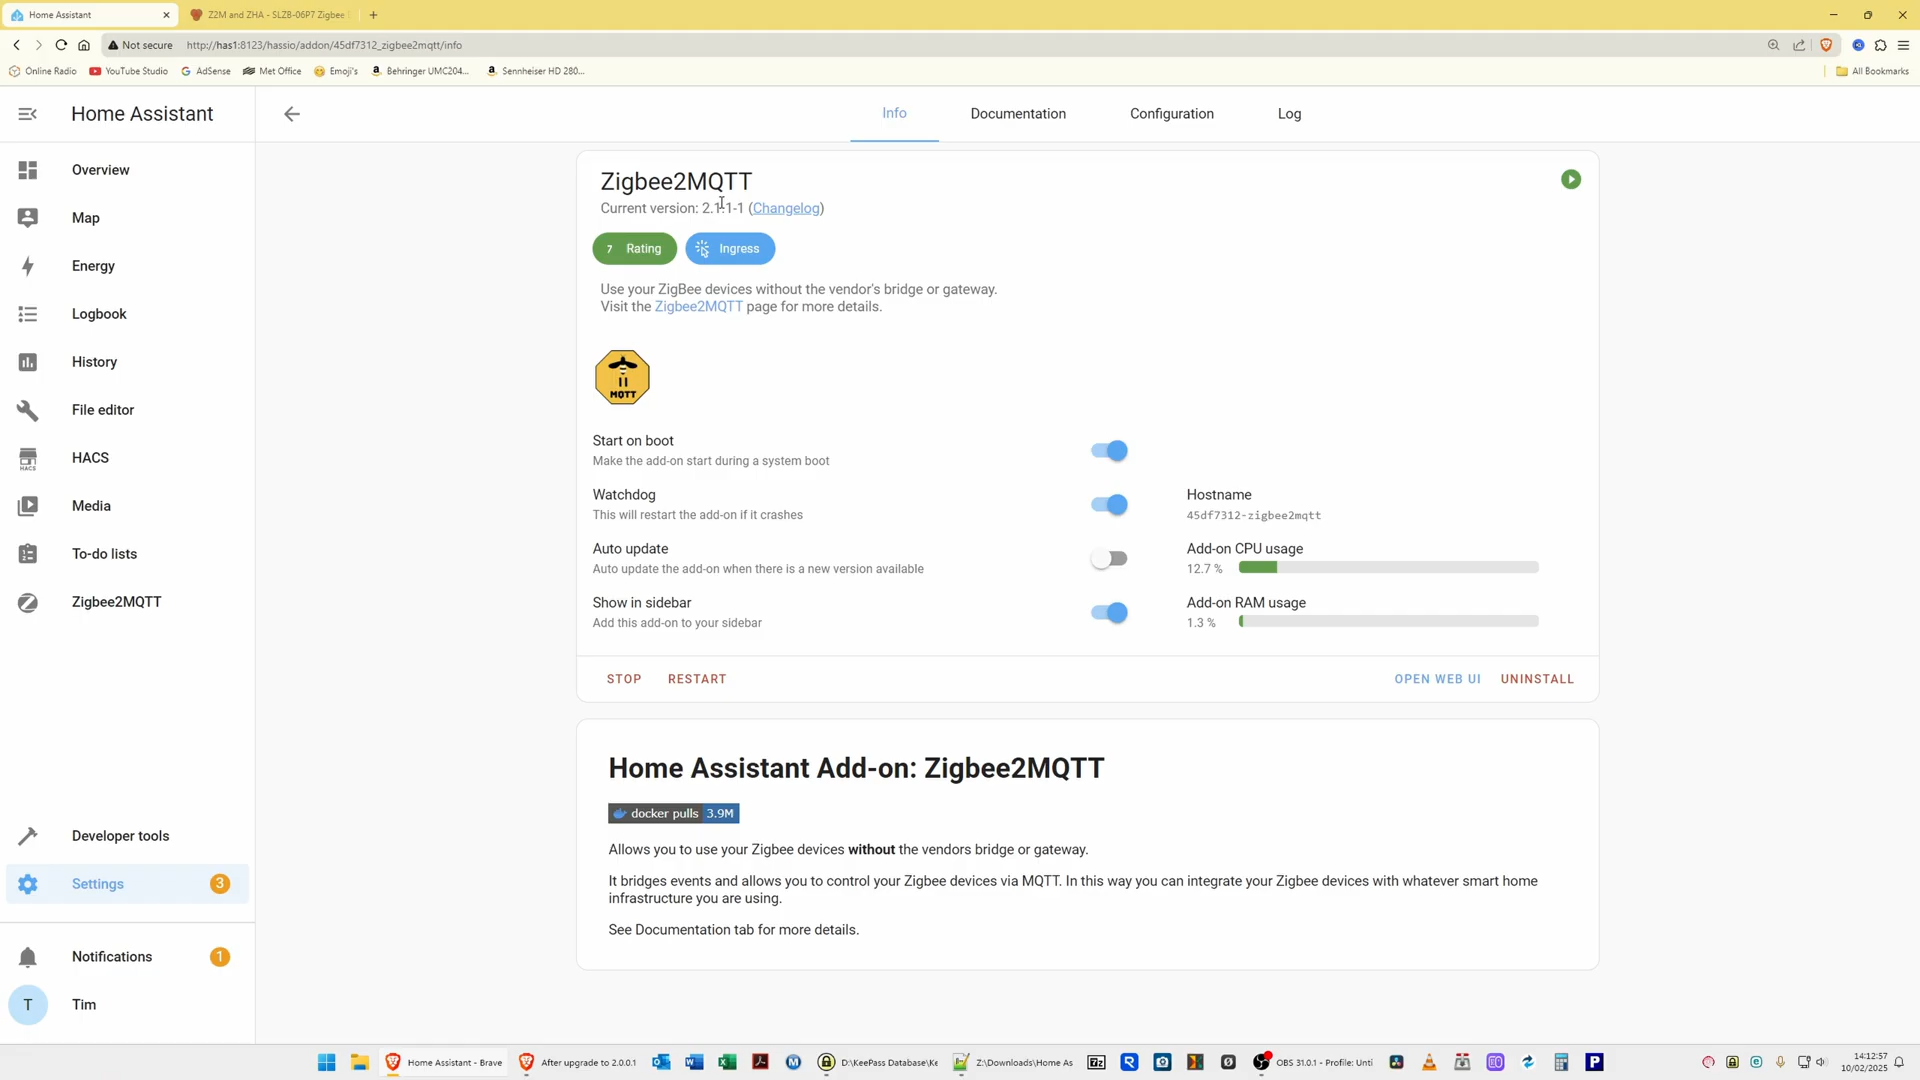 Home Assistant
Z2M and ZHA - SLZB-06P7 Zigbee
Not secure
http://has1:8123/hassio/addon/45df7312_zigbee2mqtt/info
Online Radio
YouTube Studio
AdSense
Met Office
Emoji's
Behringer UMC204...
Sennheiser HD 280...
All Bookmarks
Home Assistant
Info
Documentation
Configuration
Log
Overview
Map
Energy
Logbook
History
File editor
HACS
Media
To-do lists
Zigbee2MQTT
Developer tools
Settings
3
Notifications
1
T
Tim
Zigbee2MQTT
Current version: 2.1.1-1 (Changelog)
7 Rating
Ingress
Use your ZigBee devices without the vendor's bridge or gateway.
Visit the Zigbee2MQTT page for more details.
MQTT
Start on boot
Make the add-on start during a system boot
Watchdog
This will restart the add-on if it crashes
Hostname
45df7312-zigbee2mqtt
Auto update
Auto update the add-on when there is a new version available
Add-on CPU usage
12.7 %
Show in sidebar
Add this add-on to your sidebar
Add-on RAM usage
1.3 %
STOP
RESTART
OPEN WEB UI
UNINSTALL
Home Assistant Add-on: Zigbee2MQTT
docker pulls 3.9M
Allows you to use your Zigbee devices without the vendors bridge or gateway.
It bridges events and allows you to control your Zigbee devices via MQTT. In this way you can integrate your Zigbee devices with whatever smart home
infrastructure you are using.
See Documentation tab for more details.
Home Assistant - Brave
After upgrade to 2.0.0.1
D:\KeePass Database\Ke
Z:\Downloads\Home As
OBS 31.0.1 - Profile: Unti
14:12:57
10/02/2025